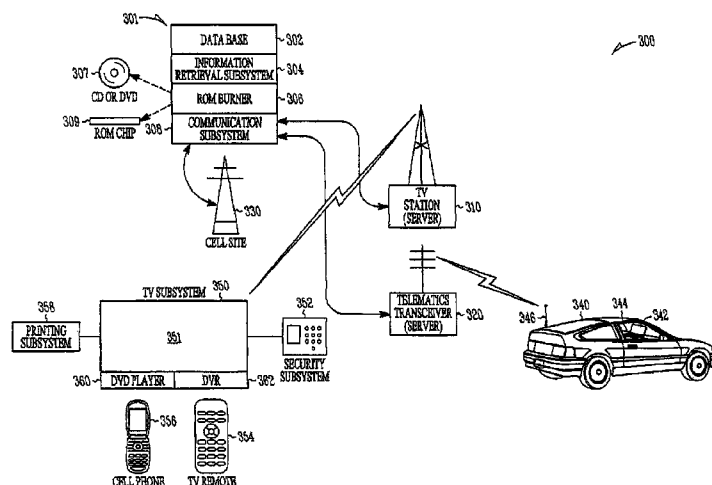 301
300
DATA BASE
302
INFORMATION
RETRIEVAL SUBSYSTEM
304
307
CD OR DVD
ROM BURNER
306
309
ROM CHIP
308
COMMUNICATION
SUBSYSTEM
330
CELL SITE
TV
STATION
(SERVER)
310
TV SUBSYSTEM
350
358
PRINTING
SUBSYSTEM
351
352
SECURITY
SUBSYSTEM
TELEMATICS
TRANSCEIVER
(SERVER)
320
346
340
344
342
360
DVD PLAYER
DVR
362
356
354
CELL PHONE
TV REMOTE